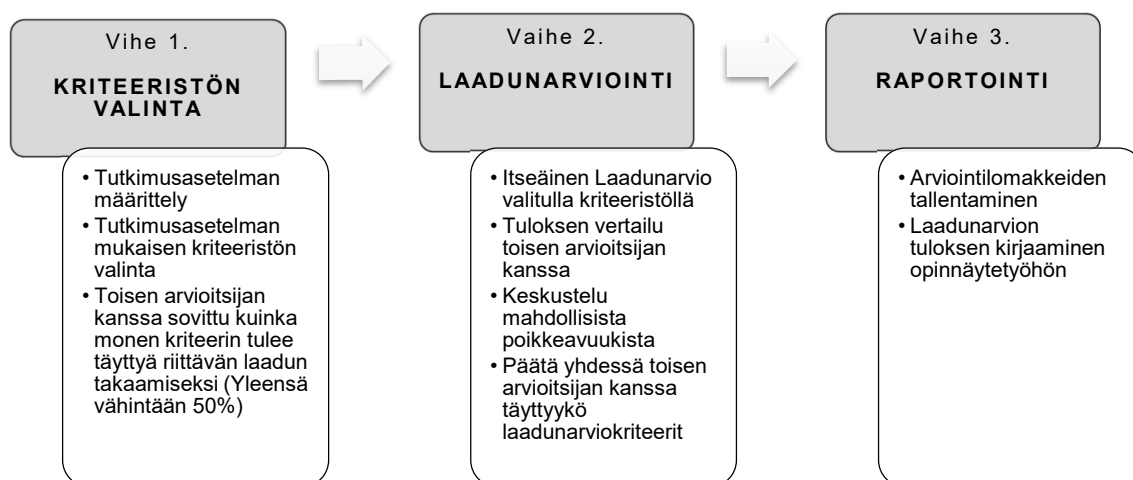 Vihe 1.
KRITEERISTÖN
VALINTA
• Tutkimusasetelman
määrittely
• Tutkimusasetelman
mukaisen kriteeristön
valinta
• Toisen arvioitsijan
kanssa sovittu kuinka
monen kriteerin tulee
täyttyä riittävän laadun
takaamiseksi (Yleensä
vähintään 50%)
Vaihe 2.
LAADUNARVIOINTI
• Itseäinen Laadunarvio
valitulla kriteeristöllä
• Tuloksen vertailu
toisen arvioitsijan
kanssa
• Keskustelu
mahdollisista
poikkeavuukista
• Päätä yhdessä toisen
arvioitsijan kanssa
täyttyykö
laadunarviokriteerit
Vaihe 3.
RAPORTOINTI
• Arviointilomakkeiden
tallentaminen
• Laadunarvion
tuloksen kirjaaminen
opinnäytetyöhön